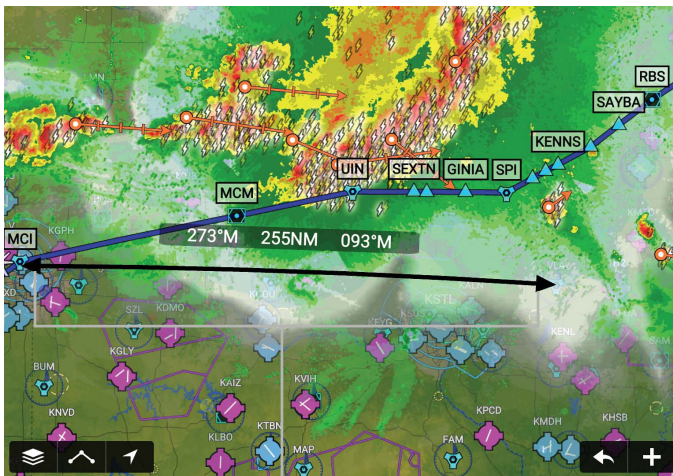 LMN
RBS
SAYBA
KENNS
UIN
SEXTN
GINIA
SPI
MCM
MCI
KGPH
273°M 255NM 093°M
SZL
KDMO
KSTL
KENL
KGLY
BUM
KAIZ
KVIH
KNVD
KTBN
KPCD
KMDH
KHSB
KLBO
MAP
FAM